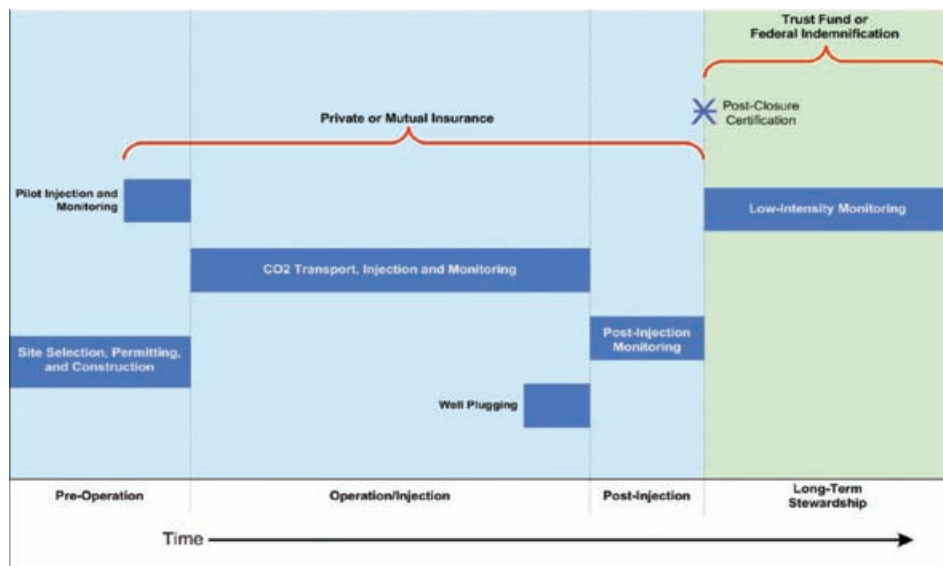 Trust Fund or
Federal Indemnification
Post-Closure
Certification
Private or Mutual Insurance
Pilot Injection and
Monitoring
Low-Intensity Monitoring
CO2 Transport, Injection and Monitoring
Post-Injection
Monitoring
Site Selection, Permitting,
and Construction
Well Plugging
Pre-Operation
Operation/Injection
Post-Injection
Long-Term
Stewardship
Time